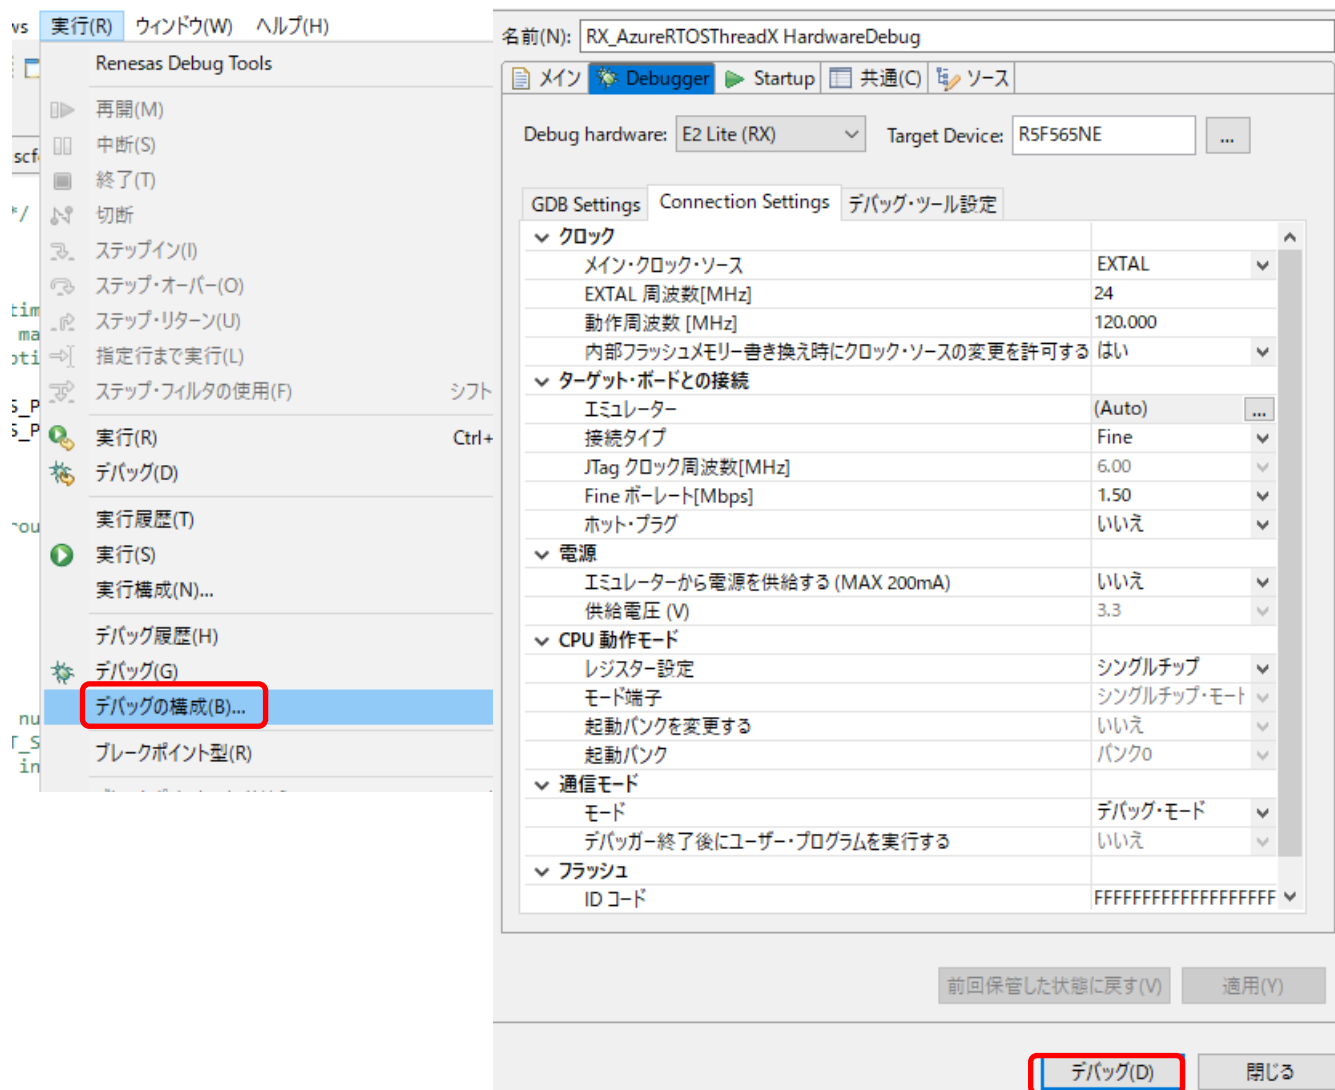 ws 実行(R) ウィンドウ(W) ヘルプ(H)
Renesas Debug Tools
再開(M)
中断(S)
scf
終了(T)
*/
切断
ステップイン(I)
ステップ・オーバー(O)
tim
ステップ・リターン(U)
ma
指定行まで実行(L)
oti
ステップ・フィルタの使用(F) シフト
S_P
S_P
実行(R) Ctrl+
デバッグ(D)
実行履歴(T)
rou
実行(S)
実行構成(N)...
デバッグ履歴(H)
デバッグ(G)
デバッグの構成(B)...
nu
T_S
ブレークポイント型(R)
in
名前(N): RX_AzureRTOSThreadX HardwareDebug
メイン Debugger Startup 共通(C) ソース
Debug hardware: E2 Lite (RX) Target Device: R5F565NE ...
GDB Settings Connection Settings デバッグ・ツール設定
クロック
メイン・クロック・ソース EXTAL
EXTAL 周波数[MHz] 24
動作周波数 [MHz] 120.000
内部フラッシュメモリー書き換え時にクロック・ソースの変更を許可する はい
ターゲット・ボードとの接続
エミュレーター (Auto) ...
接続タイプ Fine
JTag クロック周波数[MHz] 6.00
Fine ボーレート[Mbps] 1.50
ホット・プラグ いいえ
電源
エミュレーターから電源を供給する (MAX 200mA) いいえ
供給電圧 (V) 3.3
CPU 動作モード
レジスター設定 シングルチップ
モード端子 シングルチップ・モート
起動バンクを変更する いいえ
起動バンク バンク0
通信モード
モード デバッグ・モード
デバッガー終了後にユーザー・プログラムを実行する いいえ
フラッシュ
ID コード FFFFFFFFFFFFFFFFFFF
前回保管した状態に戻す(V) 適用(Y)
デバッグ(D) 閉じる